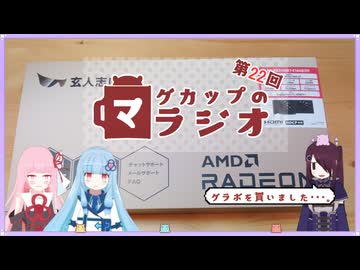 玄人志向
第22回
マゲカップの
ラジオ
チャットサポート
メールサポート
FAQ
HDMI
AMD
RADEON
グラボを買いました・・・。